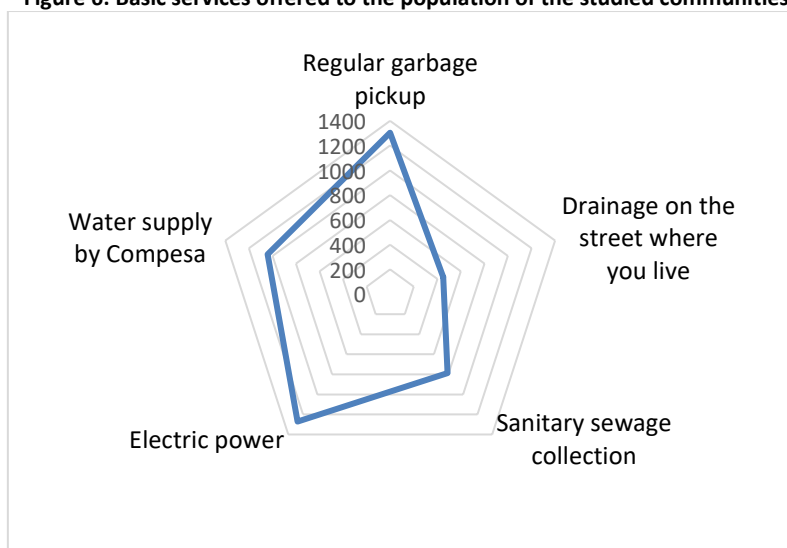 Figure 6: Basic services offered to the population of the studied communities
Regular garbage
pickup
1400
1200
1000
800
600
400
200
0
Drainage on the
street where
you live
Sanitary sewage
collection
Electric power
Water supply
by Compesa